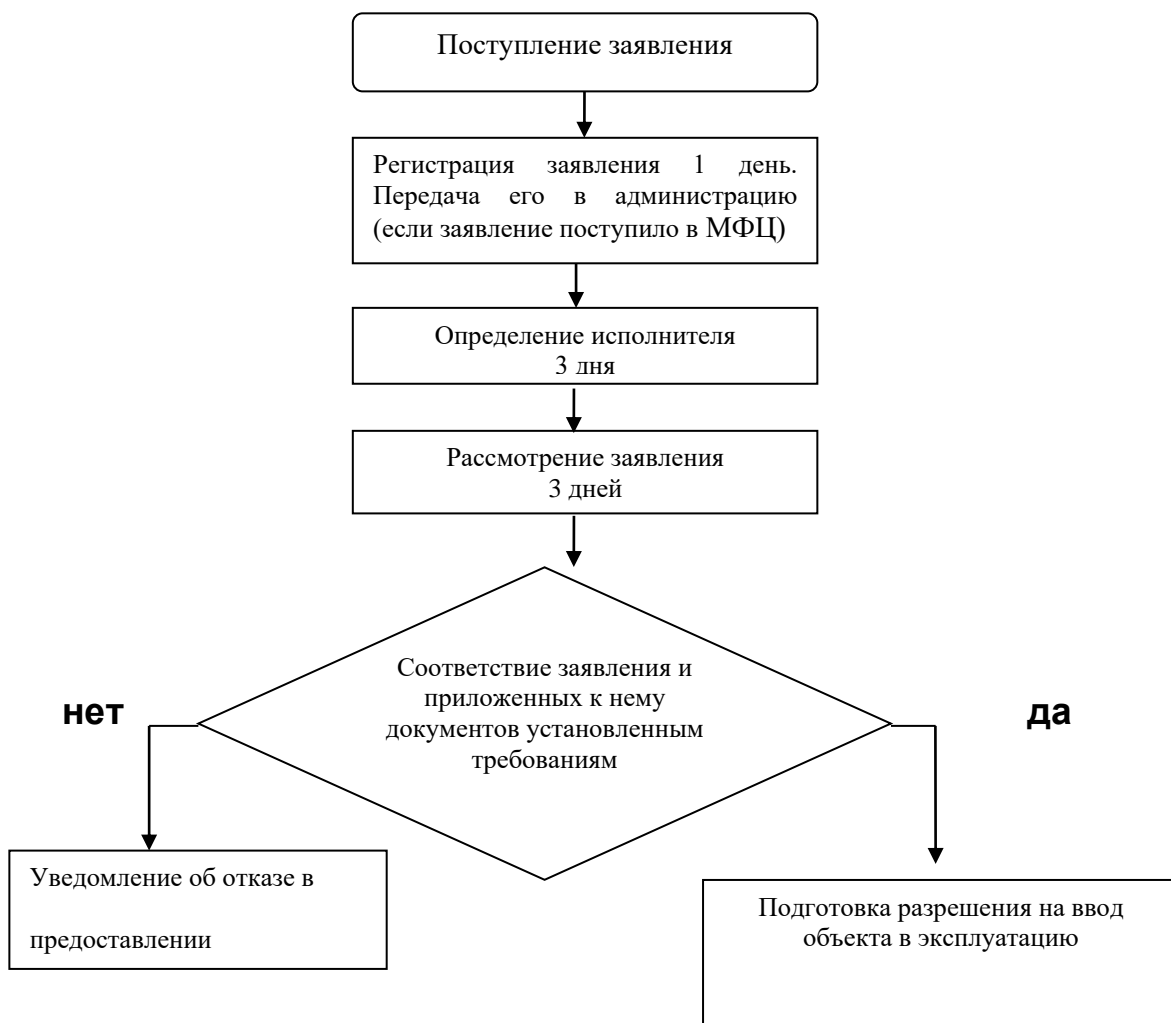 Поступление заявления
Регистрация заявления 1 день.
Передача его в администрацию
(если заявление поступило в МФЦ)
Определение исполнителя
3 дня
Рассмотрение заявления
3 дней
Соответствие заявления и
приложенных к нему
документов установленным
требованиям
нет
да
Уведомление об отказе в
предоставлении
Подготовка разрешения на ввод
объекта в эксплуатацию